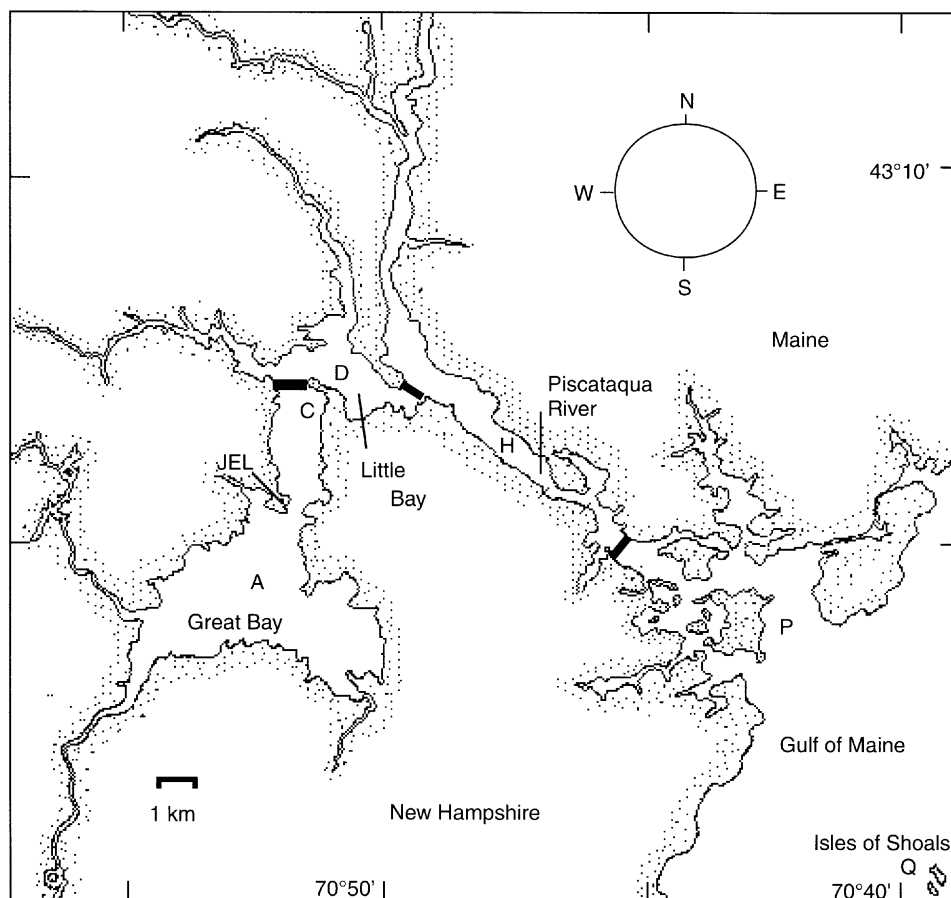 N
43°10'
W
E
S
Maine
D
Piscataqua
River
C
H
JEL
Little
Bay
A
Great Bay
P
Gulf of Maine
1 km
New Hampshire
Isles of Shoals
Q
70°50'
70°40'